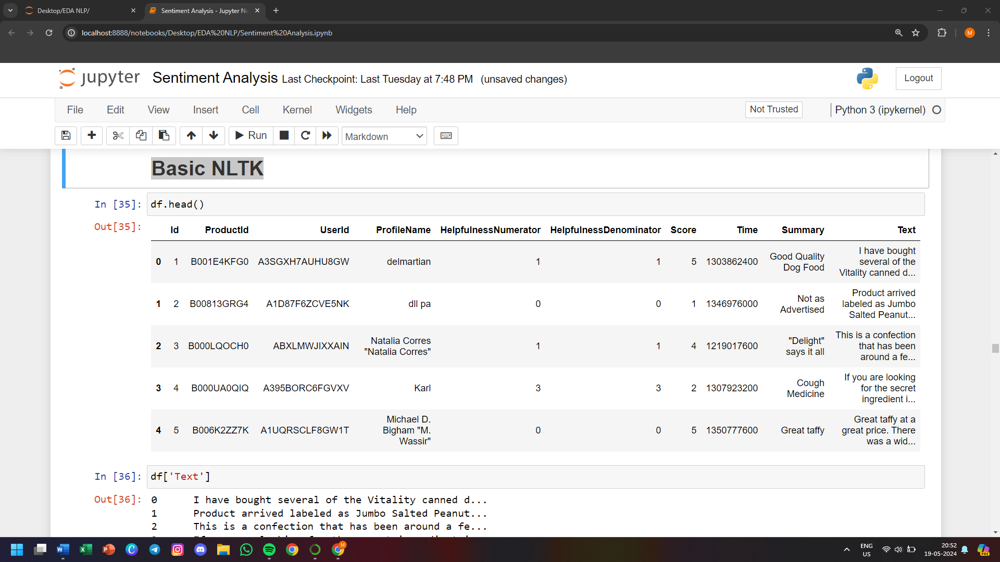 Desktop/EDA NLP/
Sentiment Analysis - Jupyter No
localhost:8888/notebooks/Desktop/EDA%20NLP/Sentiment%20Analysis.ipynb
M
jupyter Sentiment Analysis Last Checkpoint: Last Tuesday at 7:48 PM (unsaved changes)
Logout
File Edit View Insert Cell Kernel Widgets Help
Not Trusted
Python 3 (ipykernel)
Run
Markdown
Basic NLTK
In [35]: df.head()
Out[35]:
Id ProductId UserId ProfileName HelpfulnessNumerator HelpfulnessDenominator Score Time Summary Text
0 1 B001E4KFG0 A3SGXH7AUHU8GW delmartian 1 1 5 1303862400 Good Quality Dog Food I have bought several of the Vitality canned d...
1 2 B00813GRG4 A1D87F6ZCVE5NK dll pa 0 0 1 1346976000 Not as Advertised Product arrived labeled as Jumbo Salted Peanut...
2 3 B000LQOCH0 ABXLMWJIXXAIN Natalia Corres "Natalia Corres" 1 1 4 1219017600 "Delight" says it all This is a confection that has been around a fe...
3 4 B000UA0QIQ A395BORC6FGVXV Karl 3 3 2 1307923200 Cough Medicine If you are looking for the secret ingredient i...
4 5 B006K2ZZ7K A1UQRSCLF8GW1T Michael D. Bigham "M. Wassir" 0 0 5 1350777600 Great taffy Great taffy at a great price. There was a wid...
In [36]: df['Text']
Out[36]:
0 I have bought several of the Vitality canned d...
1 Product arrived labeled as Jumbo Salted Peanut...
2 This is a confection that has been around a fe...
M
ENG
US
20:52
19-05-2024
PRE